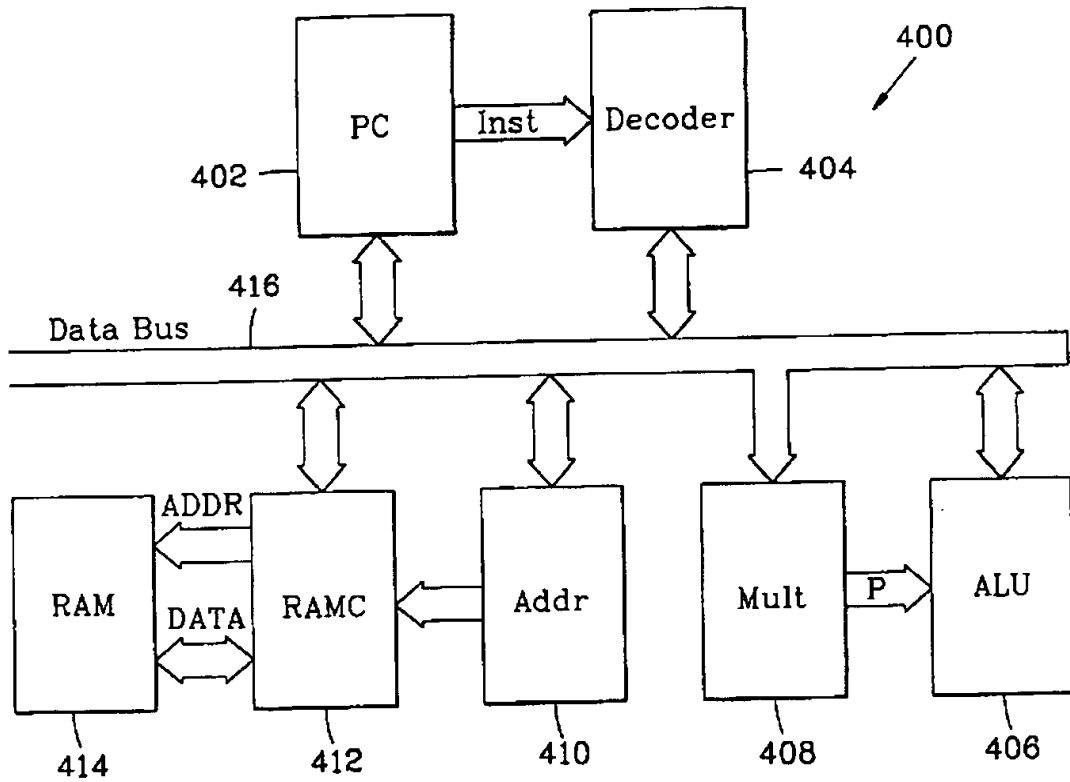 400
PC
Inst
Decoder
402
404
416
Data Bus
ADDR
RAM
DATA
RAMC
Addr
Mult
P
ALU
414
412
410
408
406